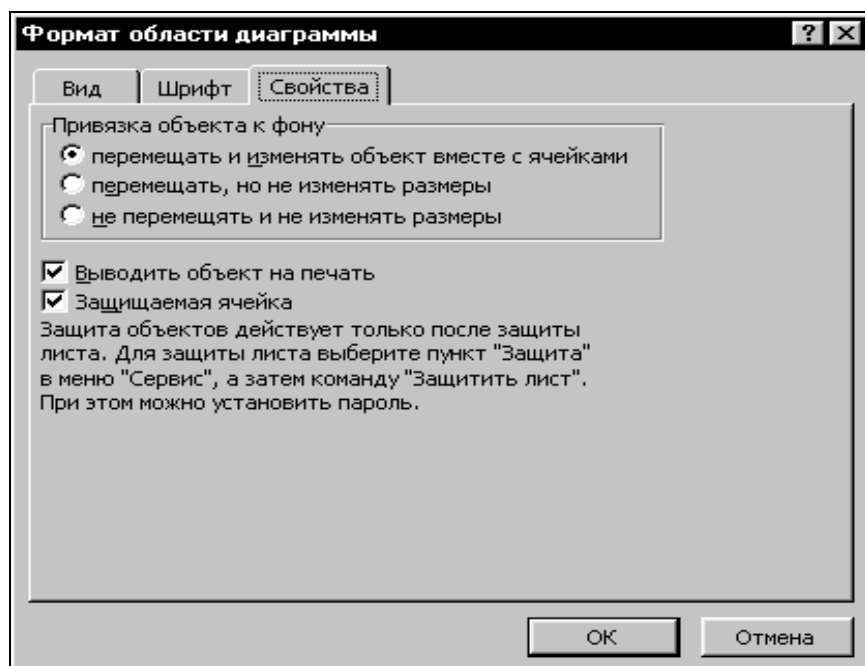 Формат области диаграммы
Вид Шрифт Свойства
Привязка объекта к фону
перемещать и изменять объект вместе с ячейками
перемещать, но не изменять размеры
не перемещять и не изменять размеры
Выводить объект на печать
Защищаемая ячейка
Защита объектов действует только после защиты
листа. Для защиты листа выберите пункт "Защита"
в меню "Сервис", а затем команду "Защитить лист".
При этом можно установить пароль.
ОК Отмена